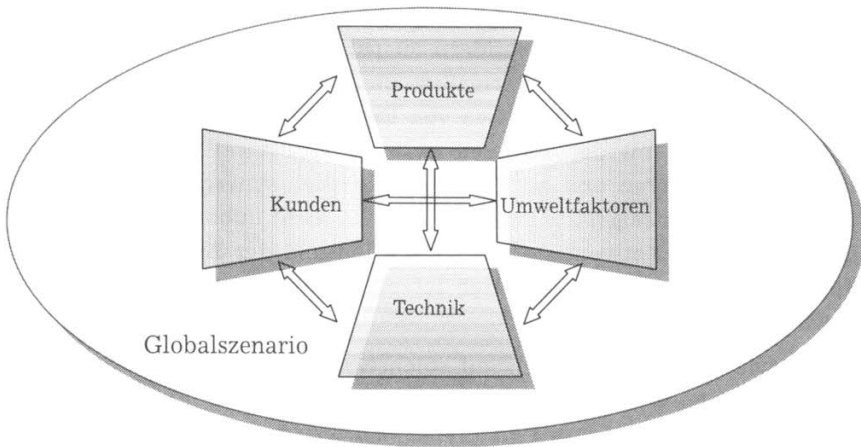 Produkte
Kunden
Umweltfaktoren
Technik
Globalszenario